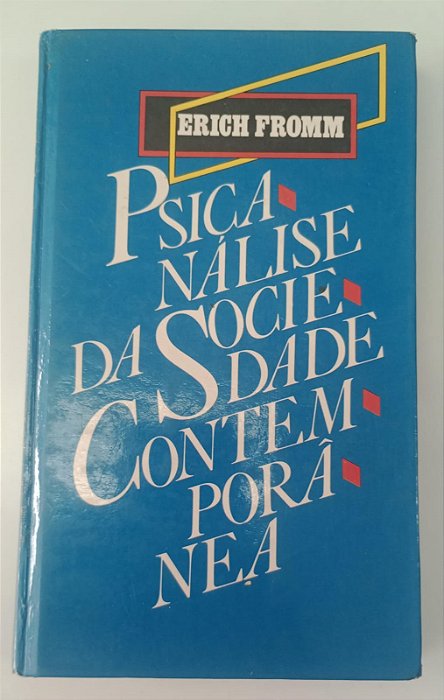 ERICH FROMM
PSICA
NÁLISE
DA SOCIE
DADE
CONTEM
PORÂ
NEA